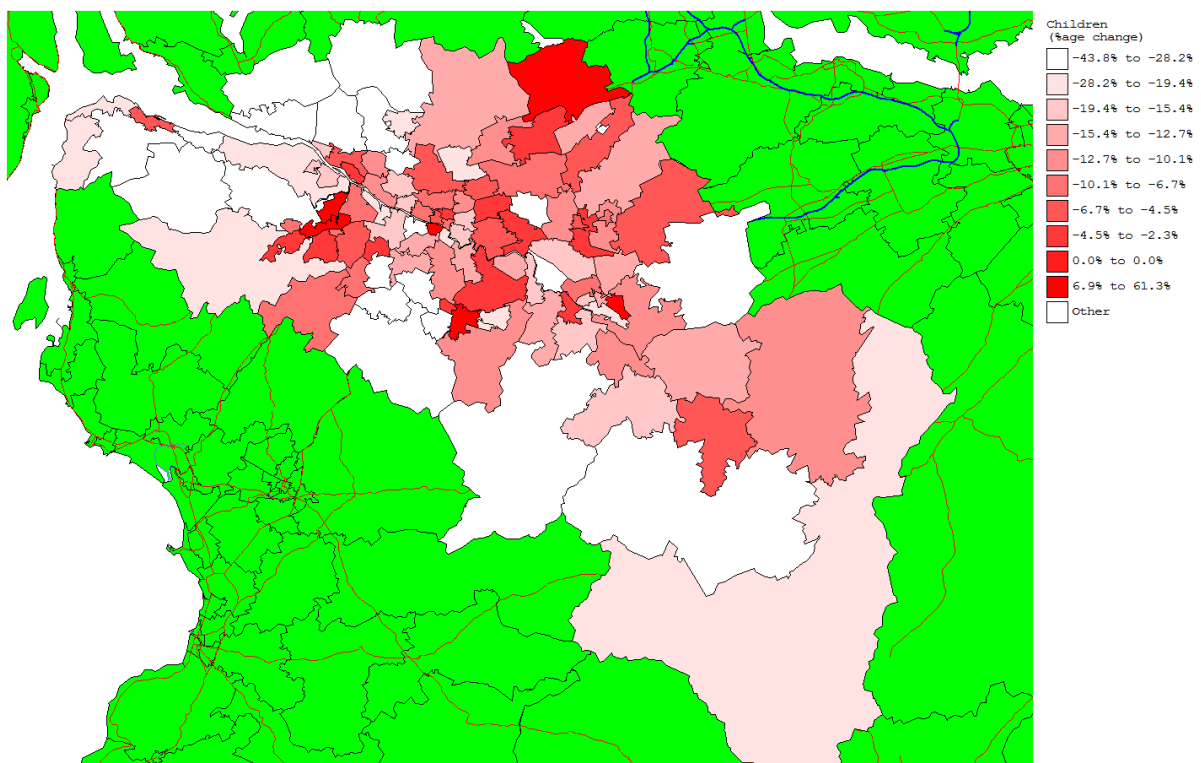 Children
(%age change)
-43.8% to -28.2%
-28.2% to -19.4%
-19.4% to -15.4%
-15.4% to -12.7%
-12.7% to -10.1%
-10.1% to -6.7%
-6.7% to -4.5%
-4.5% to -2.3%
0.0% to 0.0%
6.9% to 61.3%
Other